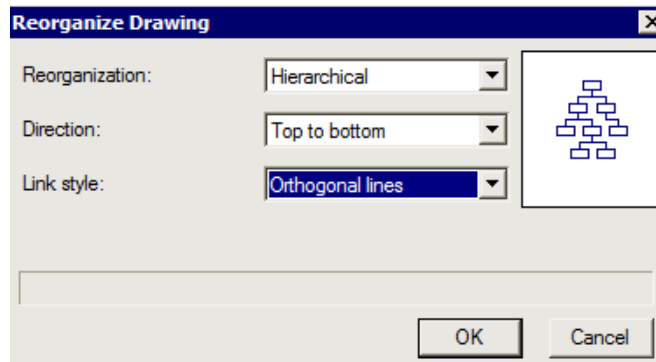 Reorganize Drawing
Reorganization: Hierarchical
Direction: Top to bottom
Link style: Orthogonal lines
OK Cancel